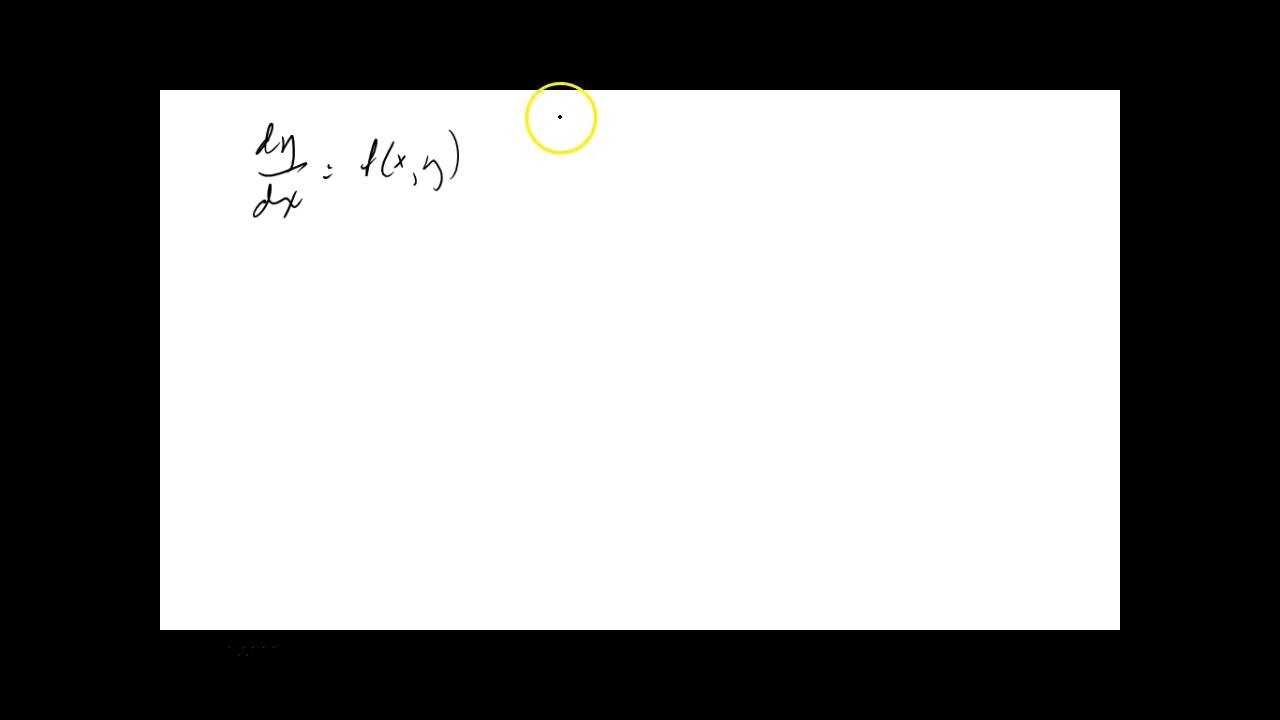 dy/dx = f(x,y)